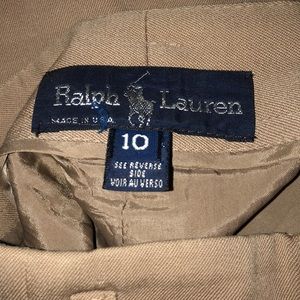 Ralph Lauren
MADE IN U.S.A.
10
SEE REVERSE
SIDE
VOIR AU VERSO